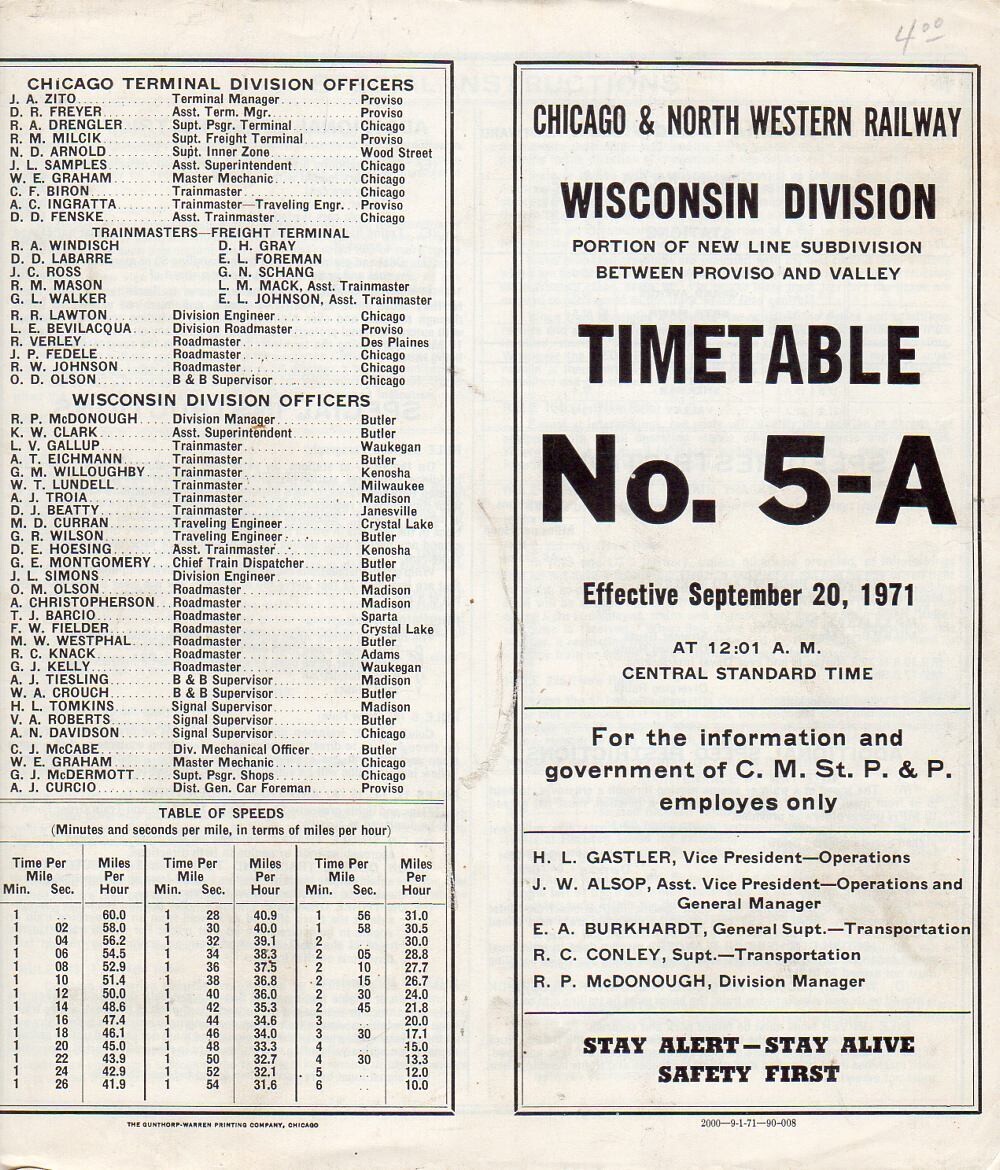 CHICAGO TERMINAL DIVISION OFFICERS
J. A. ZITO Terminal Manager Proviso
D. R. FREYER Asst. Term. Mgr. Proviso
R. A. DRENGLER Supt. Psgr. Terminal Chicago
R. M. MILCIK Supt. Freight Terminal Proviso
N. D. ARNOLD Supt. Inner Zone Wood Street
J. L. SAMPLES Asst. Superintendent Chicago
W. E. GRAHAM Master Mechanic Chicago
C. F. BIRON Trainmaster Chicago
A. C. INGRATTA Trainmaster—Traveling Engr. Proviso
D. D. FENSKE Asst. Trainmaster Chicago
TRAINMASTERS—FREIGHT TERMINAL
R. A. WINDISCH D. H. GRAY
D. D. LABARRE E. L. FOREMAN
J. C. ROSS G. N. SCHANG
R. M. MASON L. M. MACK, Asst. Trainmaster
G. L. WALKER E. L. JOHNSON, Asst. Trainmaster
R. R. LAWTON Division Engineer Chicago
L. E. BEVILACQUA Division Roadmaster Proviso
R. VERLEY Roadmaster Des Plaines
J. P. FEDELE Roadmaster Chicago
R. W. JOHNSON Roadmaster Chicago
O. D. OLSON B & B Supervisor Chicago
WISCONSIN DIVISION OFFICERS
R. P. McDONOUGH Division Manager Butler
K. W. CLARK Asst. Superintendent Butler
L. V. GALLUP Trainmaster Waukegan
A. T. EICHMANN Trainmaster Butler
G. M. WILLOUGHBY Trainmaster Kenosha
W. T. LUNDELL Trainmaster Milwaukee
A. J. TROIA Trainmaster Madison
D. J. BEATTY Trainmaster Janesville
M. D. CURRAN Traveling Engineer Crystal Lake
G. R. WILSON Traveling Engineer Butler
D. E. HOESING Asst. Trainmaster Kenosha
G. E. MONTGOMERY Chief Train Dispatcher Butler
J. L. SIMONS Division Engineer Butler
O. M. OLSON Roadmaster Madison
A. CHRISTOPHERSON Roadmaster Madison
T. J. BARCIO Roadmaster Sparta
F. W. FIELDER Roadmaster Crystal Lake
M. W. WESTPHAL Roadmaster Butler
R. C. KNACK Roadmaster Adams
G. J. KELLY Roadmaster Waukegan
A. J. TIESLING B & B Supervisor Madison
W. A. CROUCH B & B Supervisor Butler
H. L. TOMKINS Signal Supervisor Madison
V. A. ROBERTS Signal Supervisor Butler
A. N. DAVIDSON Signal Supervisor Chicago
C. J. McCABE Div. Mechanical Officer Butler
W. E. GRAHAM Master Mechanic Chicago
G. J. McDERMOTT Supt. Psgr. Shops Chicago
A. J. CURCIO Dist. Gen. Car Foreman Proviso
TABLE OF SPEEDS
(Minutes and seconds per mile, in terms of miles per hour)
Time Per Miles Time Per Miles Time Per Miles
Mile Per Mile Per Mile Per
Min. Sec. Hour Min. Sec. Hour Min. Sec. Hour
1 .. 60.0 1 28 40.9 1 56 31.0
1 02 58.0 1 30 40.0 1 58 30.5
1 04 56.2 1 32 39.1 2 .. 30.0
1 06 54.5 1 34 38.3 2 05 28.8
1 08 52.9 1 36 37.5 2 10 27.7
1 10 51.4 1 38 36.8 2 15 26.7
1 12 50.0 1 40 36.0 2 30 24.0
1 14 48.6 1 42 35.3 2 45 21.8
1 16 47.4 1 44 34.6 3 .. 20.0
1 18 46.1 1 46 34.0 3 30 17.1
1 20 45.0 1 48 33.3 4 .. 15.0
1 22 43.9 1 50 32.7 4 30 13.3
1 24 42.9 1 52 32.1 5 .. 12.0
1 26 41.9 1 54 31.6 6 .. 10.0
THE GUNTHORP-WARREN PRINTING COMPANY, CHICAGO
4 00
CHICAGO & NORTH WESTERN RAILWAY
WISCONSIN DIVISION
PORTION OF NEW LINE SUBDIVISION
BETWEEN PROVISO AND VALLEY
TIMETABLE
No. 5-A
Effective September 20, 1971
AT 12:01 A. M.
CENTRAL STANDARD TIME
For the information and
government of C. M. St. P. & P.
employes only
H. L. GASTLER, Vice President—Operations
J. W. ALSOP, Asst. Vice President—Operations and
General Manager
E. A. BURKHARDT, General Supt.—Transportation
R. C. CONLEY, Supt.—Transportation
R. P. McDONOUGH, Division Manager
STAY ALERT—STAY ALIVE
SAFETY FIRST
2000—9-1-71—90-008